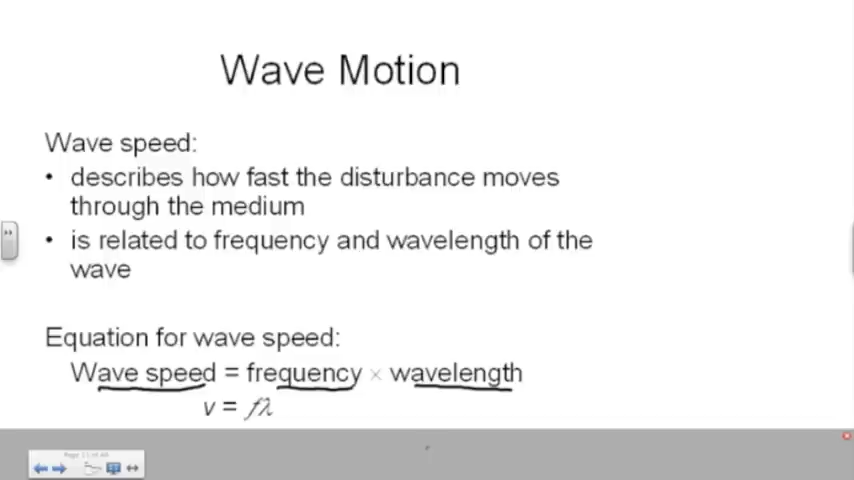 Wave Motion
Wave speed:
• describes how fast the disturbance moves
through the medium
• is related to frequency and wavelength of the
wave
Equation for wave speed:
Wave speed = frequency × wavelength
v = fλ